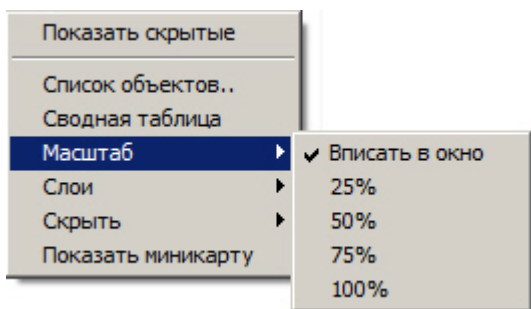 Показать скрытые
Список объектов..
Сводная таблица
Масштаб
Слои
Скрыть
Показать миникарту
Вписать в окно
25%
50%
75%
100%